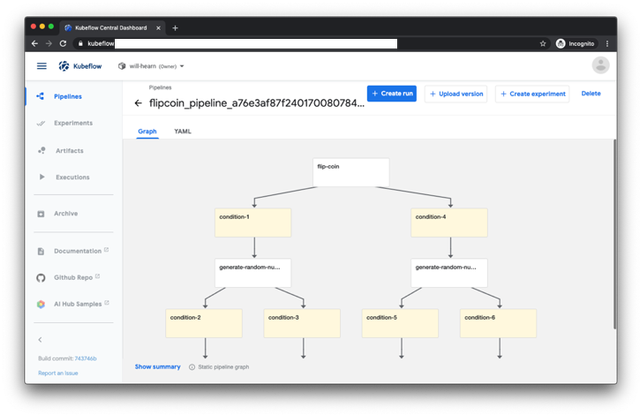 Kubeflow Central Dashboard
kubeflow
Incognito
Kubeflow
will hearn (Owner)
Pipelines
Experiments
Artifacts
Executions
Archive
Documentation
Github Repo
AI Hub Samples
Build commit: 743746b
Report an Issue
Pipelines
flipcoin_pipeline_a76e3af87f240170080784...
+ Create run
+ Upload version
+ Create experiment
Delete
Graph
YAML
flip-coin
condition-1
condition-4
generate-random-nu...
generate-random-nu...
condition-2
condition-3
condition-5
condition-6
Show summary
Static pipeline graph